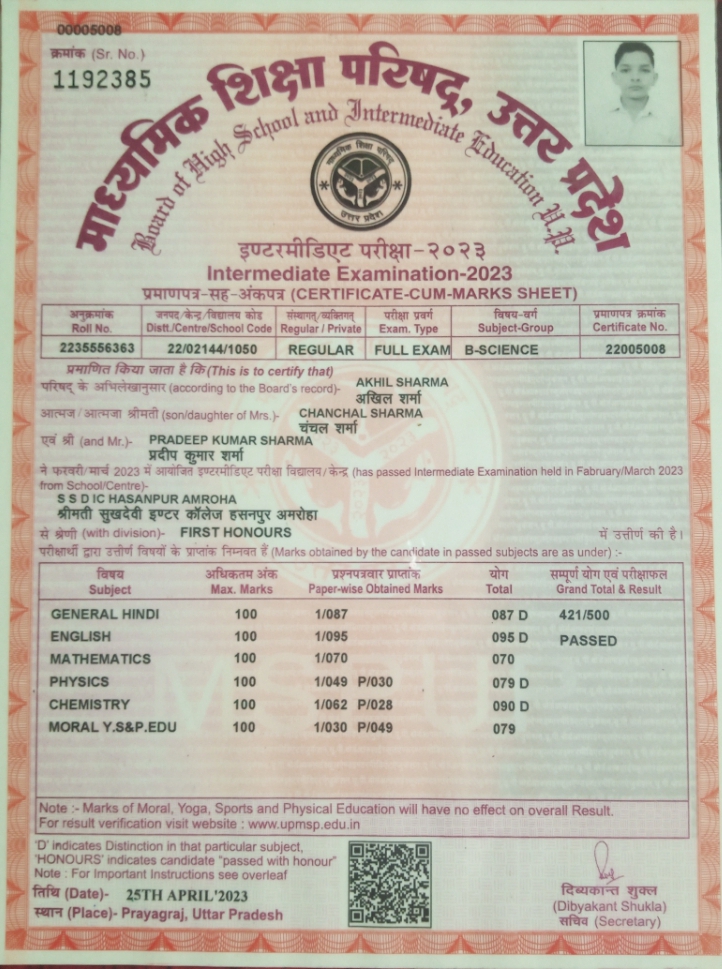 00005008
क्रमांक (Sr. No.)
1192385
माध्यमिक शिक्षा परिषद्, उत्तर प्रदेश
Board of High School and Intermediate Education U.P.
माध्यमिक शिक्षा परिषद
उत्तर प्रदेश
इण्टरमीडिएट परीक्षा-२०२३
Intermediate Examination-2023
प्रमाणपत्र-सह-अंकपत्र (CERTIFICATE-CUM-MARKS SHEET)
अनुक्रमांक जनपद/केन्द्र/विद्यालय कोड संस्थागत/व्यक्तिगत परीक्षा प्रवर्ग विषय-वर्ग प्रमाणपत्र क्रमांक
Roll No. Distt./Centre/School Code Regular / Private Exam. Type Subject-Group Certificate No.
2235556363 22/02144/1050 REGULAR FULL EXAM B-SCIENCE 22005008
प्रमाणित किया जाता है कि (This is to certify that)
परिषद् के अभिलेखानुसार (according to the Board's record)- AKHIL SHARMA
अखिल शर्मा
आत्मज/आत्मजा श्रीमती (son/daughter of Mrs.)- CHANCHAL SHARMA
चंचल शर्मा
एवं श्री (and Mr.)- PRADEEP KUMAR SHARMA
प्रदीप कुमार शर्मा
ने फरवरी/मार्च 2023 में आयोजित इण्टरमीडिएट परीक्षा विद्यालय/केन्द्र (has passed Intermediate Examination held in Fabruary/March 2023
from School/Centre)-
S S D IC HASANPUR AMROHA
श्रीमती सुखदेवी इण्टर कॉलेज हसनपुर अमरोहा
से श्रेणी (with division)- FIRST HONOURS में उत्तीर्ण की है।
परीक्षार्थी द्वारा उत्तीर्ण विषयों के प्राप्तांक निम्नवत हैं (Marks obtained by the candidate in passed subjects are as under) :-
विषय अधिकतम अंक प्रश्नपत्रवार प्राप्तांक योग सम्पूर्ण योग एवं परीक्षाफल
Subject Max. Marks Paper-wise Obtained Marks Total Grand Total & Result
GENERAL HINDI 100 1/087 087 D 421/500
ENGLISH 100 1/095 095 D PASSED
MATHEMATICS 100 1/070 070
PHYSICS 100 1/049 P/030 079 D
CHEMISTRY 100 1/062 P/028 090 D
MORAL Y.S&P.EDU 100 1/030 P/049 079
Note :- Marks of Moral, Yoga, Sports and Physical Education will have no effect on overall Result.
For result verification visit website : www.upmsp.edu.in
'D' indicates Distinction in that particular subject,
'HONOURS' indicates candidate "passed with honour"
Note : For Important Instructions see overleaf
तिथि (Date)- 25TH APRIL'2023
स्थान (Place)- Prayagraj, Uttar Pradesh
दिब्यकान्त शुक्ल
(Dibyakant Shukla)
सचिव (Secretary)